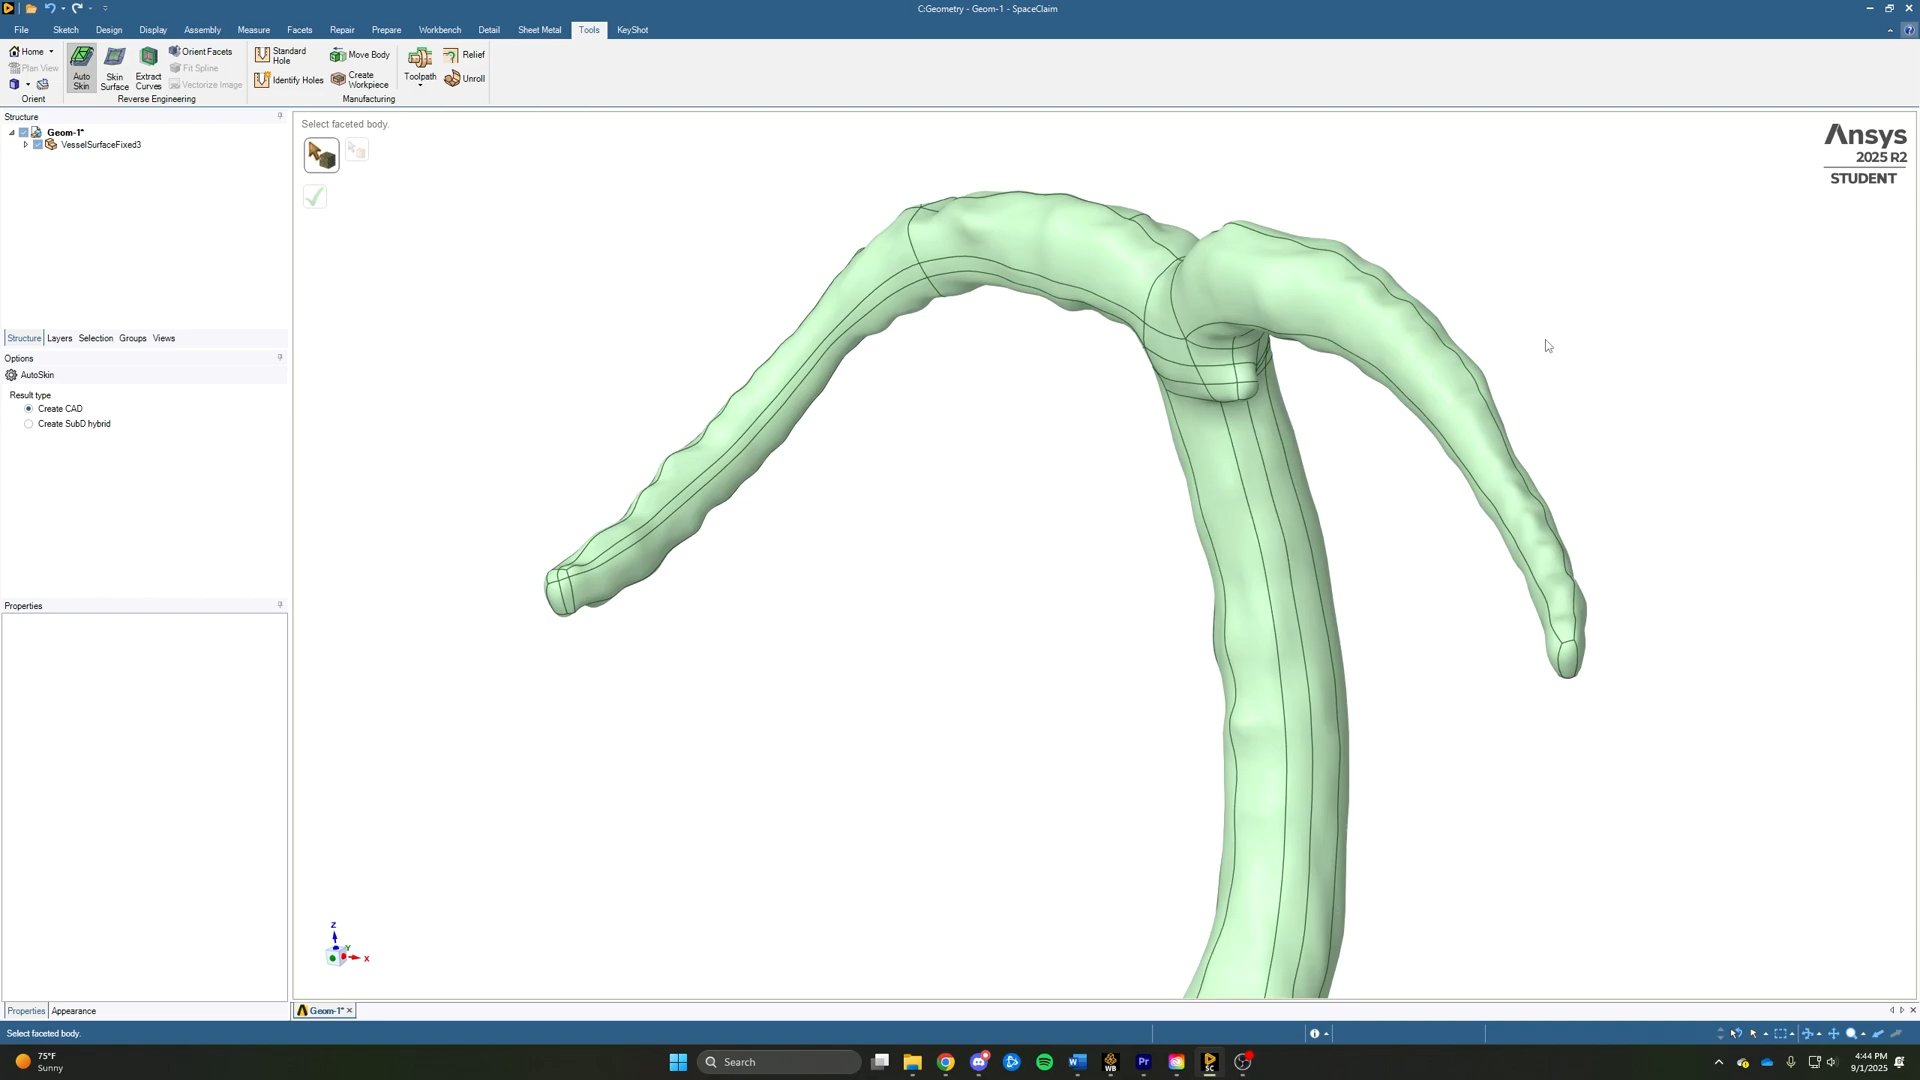 C:Geometry - Geom-1 - SpaceClaim
File Sketch Design Display Assembly Measure Facets Repair Prepare Workbench Detail Sheet Metal Tools KeyShot
Home
Plan View
Orient
Auto Skin
Skin Surface
Extract Curves
Orient Facets
Fit Spline
Vectorize Image
Reverse Engineering
Standard Hole
Identify Holes
Move Body
Create Workpiece
Toolpath
Relief
Unroll
Manufacturing
Structure
Geom-1*
VesselSurfaceFixed3
Structure Layers Selection Groups Views
Options
AutoSkin
Result type
Create CAD
Create SubD hybrid
Properties
Properties Appearance
Select faceted body.
Ansys
2025 R2
STUDENT
Z
Y
X
Geom-1*
Select faceted body.
75°F
Sunny
Search
WB
Pr
SC
4:44 PM
9/1/2025